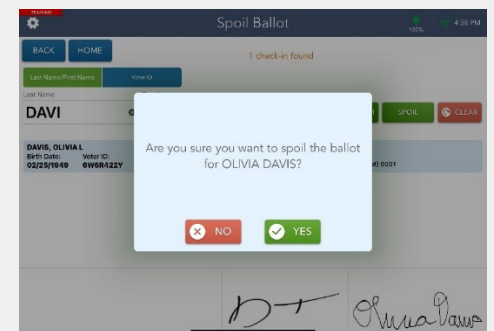 TRAINING
Spoil Ballot
100%
4:38 PM
BACK
HOME
1 check-in found
Last Name/First Name
Voter ID
Last Name
DAVI
SPOIL
CLEAR
DAVIS, OLIVIA L
Birth Date:
Voter ID:
02/25/1949
6W6R422Y
0001
Are you sure you want to spoil the ballot
for OLIVIA DAVIS?
NO
YES
Olivia Davis